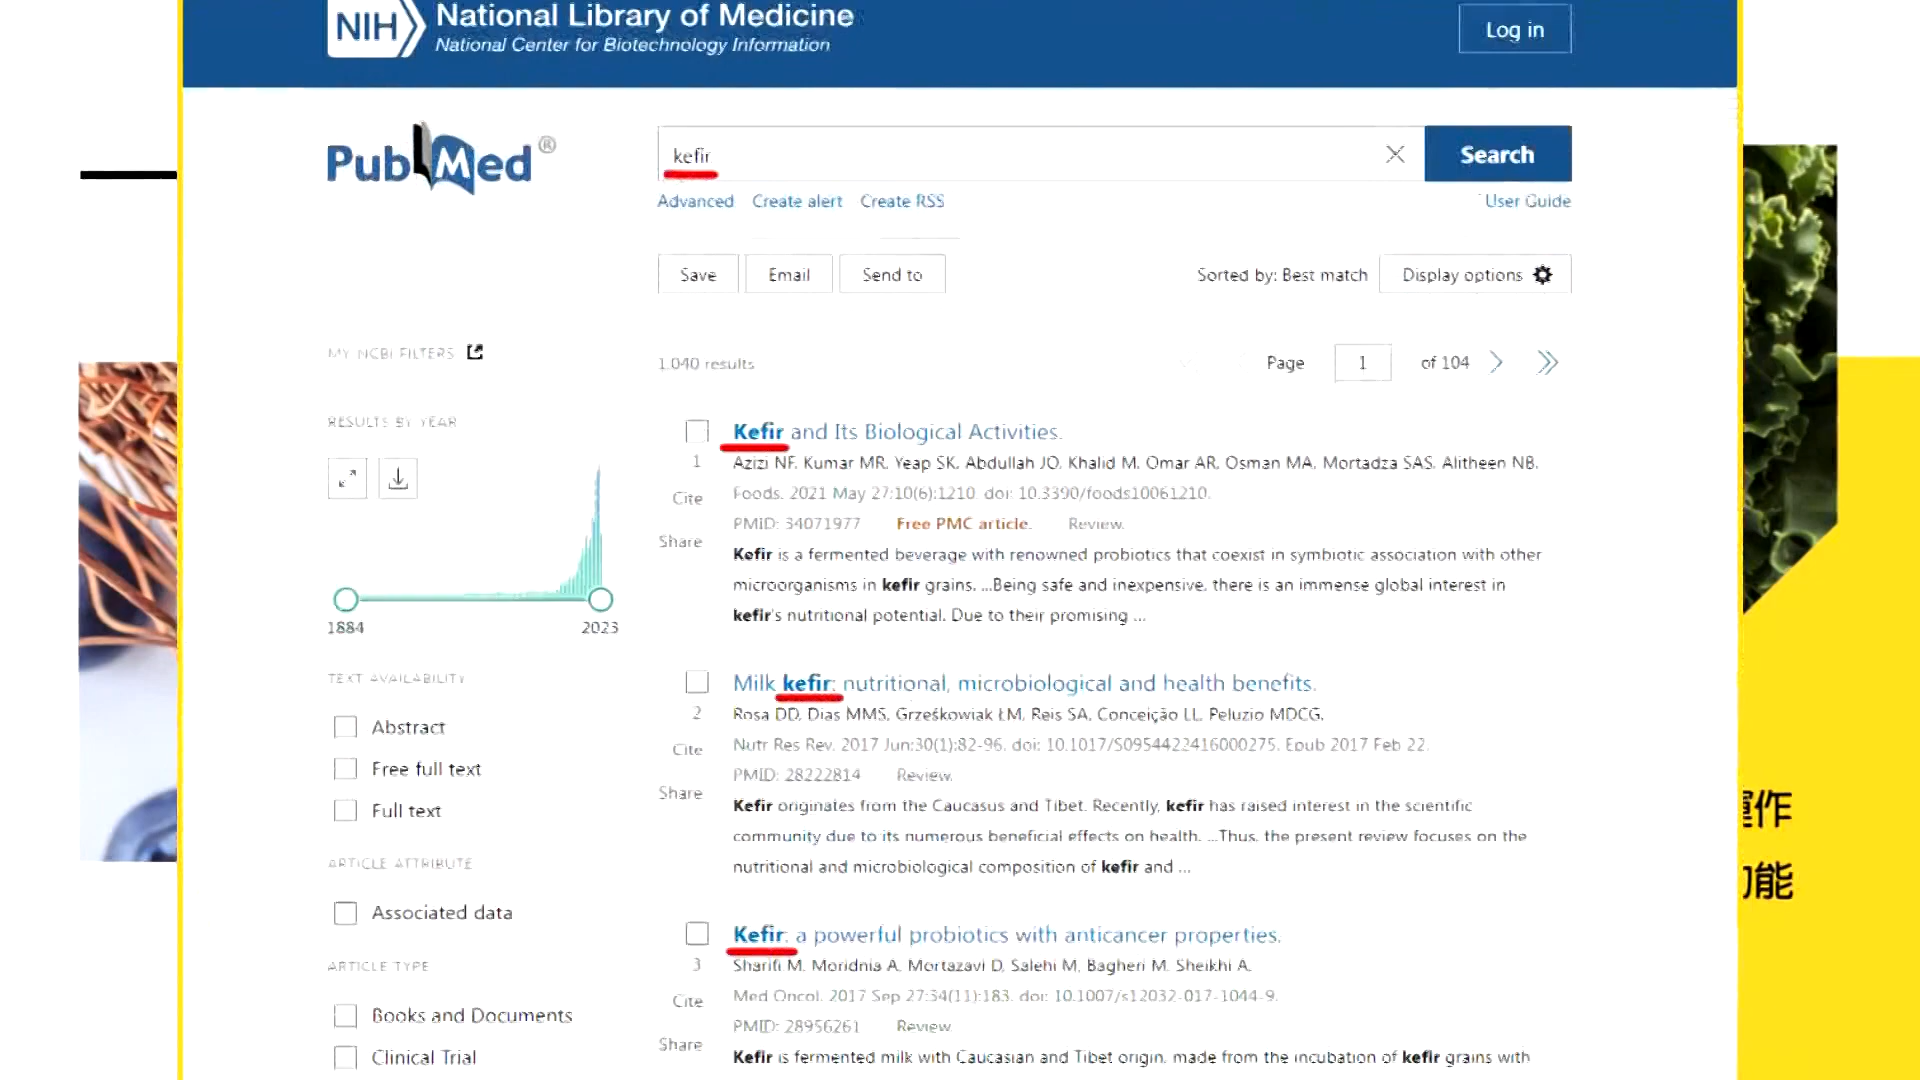 NIH National Library of Medicine
National Center for Biotechnology Information
Log in
PubMed®
kefir
Search
Advanced Create alert Create RSS
User Guide
Save Email Send to
Sorted by: Best match
Display options
MY NCBI FILTERS
1,040 results
Page 1 of 104
RESULTS BY YEAR
1884 2023
TEXT AVAILABILITY
Abstract
Free full text
Full text
ARTICLE ATTRIBUTE
Associated data
ARTICLE TYPE
Books and Documents
Clinical Trial
Kefir and Its Biological Activities.
1
Azizi NF, Kumar MR, Yeap SK, Abdullah JO, Khalid M, Omar AR, Osman MA, Mortadza SAS, Alitheen NB.
Cite
Foods. 2021 May 27;10(6):1210. doi: 10.3390/foods10061210.
PMID: 34071977 Free PMC article. Review.
Share
Kefir is a fermented beverage with renowned probiotics that coexist in symbiotic association with other
microorganisms in kefir grains. ...Being safe and inexpensive, there is an immense global interest in
kefir's nutritional potential. Due to their promising ...
Milk kefir: nutritional, microbiological and health benefits.
2
Rosa DD, Dias MMS, Grześkowiak ŁM, Reis SA, Conceição LL, Peluzio MDCG.
Cite
Nutr Res Rev. 2017 Jun;30(1):82-96. doi: 10.1017/S0954422416000275. Epub 2017 Feb 22.
PMID: 28222814 Review.
Share
Kefir originates from the Caucasus and Tibet. Recently, kefir has raised interest in the scientific
community due to its numerous beneficial effects on health. ...Thus, the present review focuses on the
nutritional and microbiological composition of kefir and ...
Kefir: a powerful probiotics with anticancer properties.
3
Sharifi M, Moridnia A, Mortazavi D, Salehi M, Bagheri M, Sheikhi A.
Cite
Med Oncol. 2017 Sep 27;34(11):183. doi: 10.1007/s12032-017-1044-9.
PMID: 28956261 Review.
Share
Kefir is fermented milk with Caucasian and Tibet origin, made from the incubation of kefir grains with
作
能